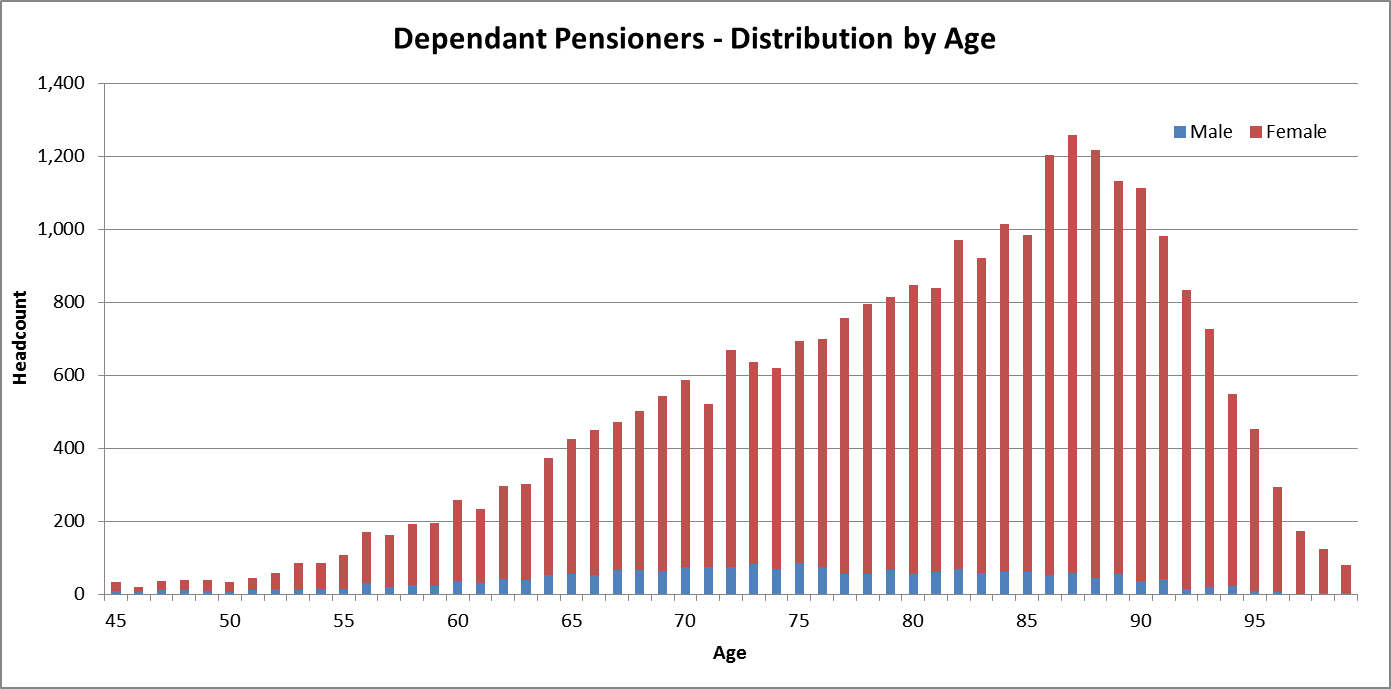 Dependant Pensioners - Distribution by Age
1,400
1,200
1,000
800
600
400
200
0
Male Female
Headcount
45 50 55 60 65 70 75 80 85 90 95
Age